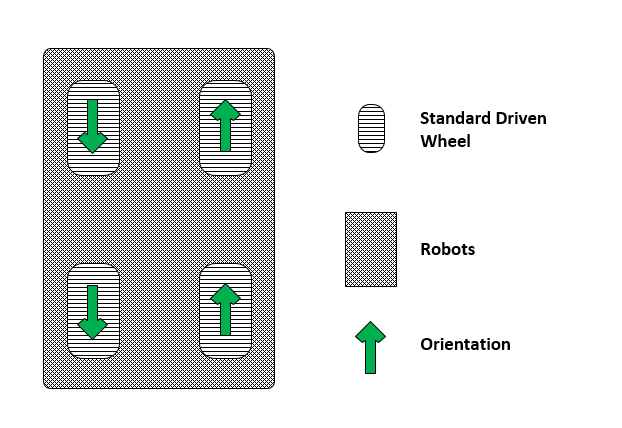 Standard Driven
Wheel
Robots
Orientation